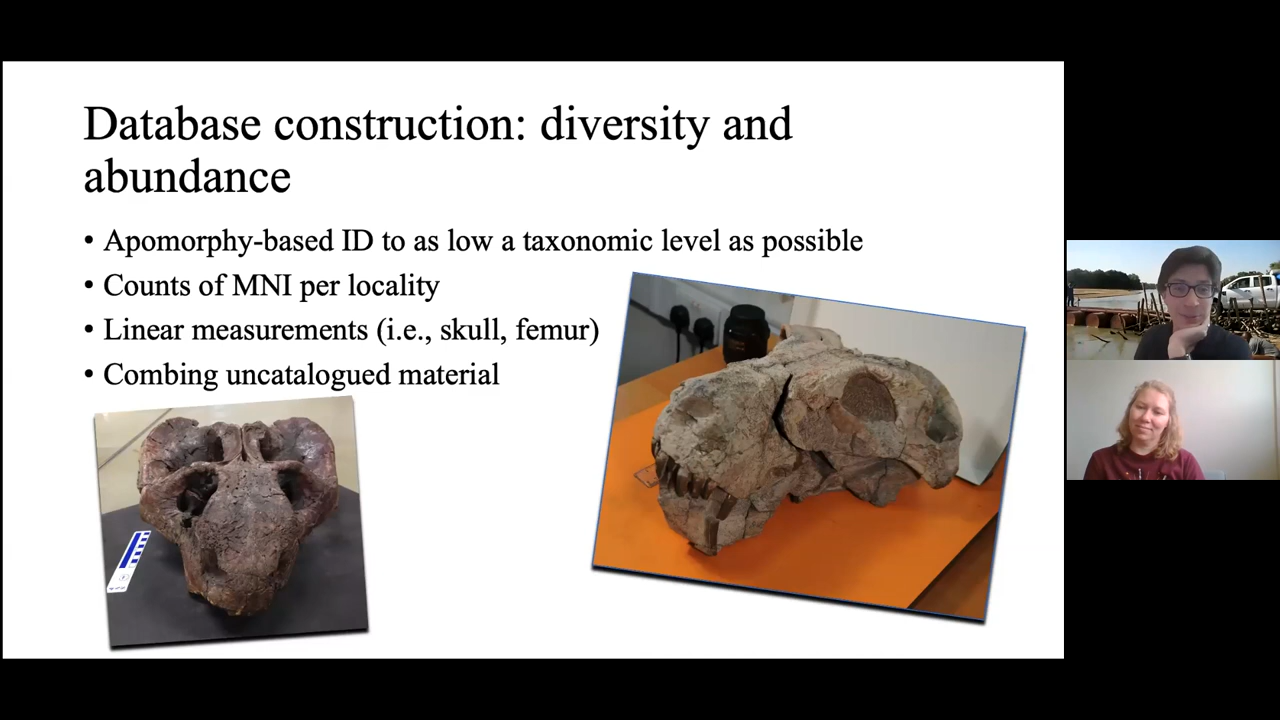 Database construction: diversity and
abundance
• Apomorphy-based ID to as low a taxonomic level as possible
• Counts of MNI per locality
• Linear measurements (i.e., skull, femur)
• Combing uncatalogued material